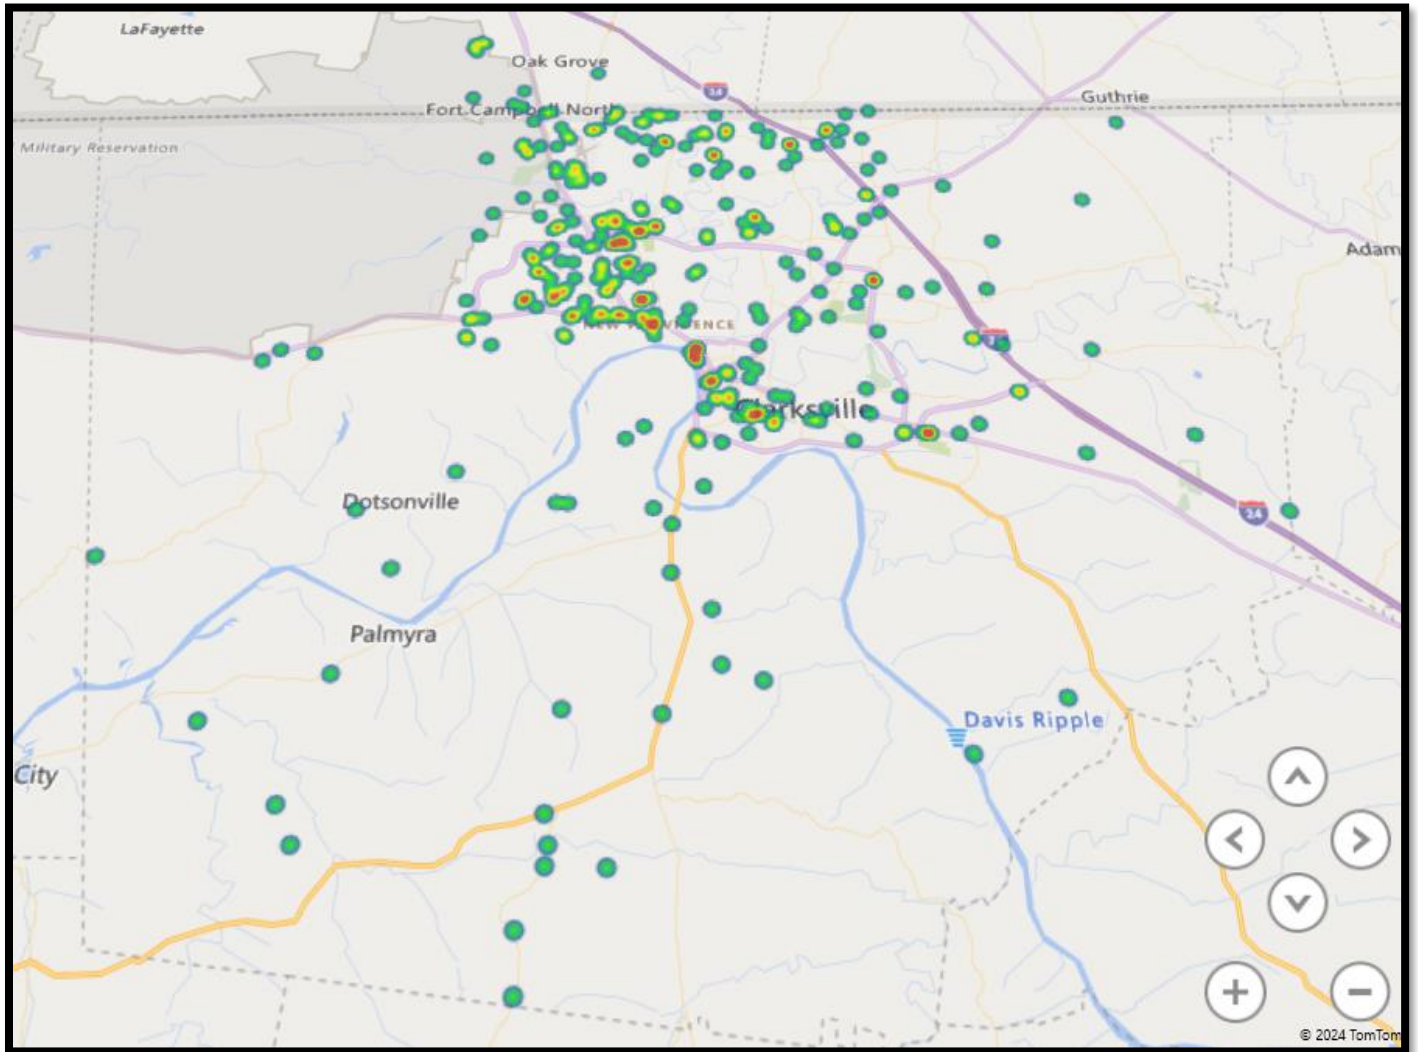 LaFayette
Oak Grove
24
Guthrie
Fort Campbell North
Military Reservation
Adam
NEW PROVIDENCE
Clarksville
Dotsonville
24
Palmyra
Davis Ripple
City
© 2024 TomTom